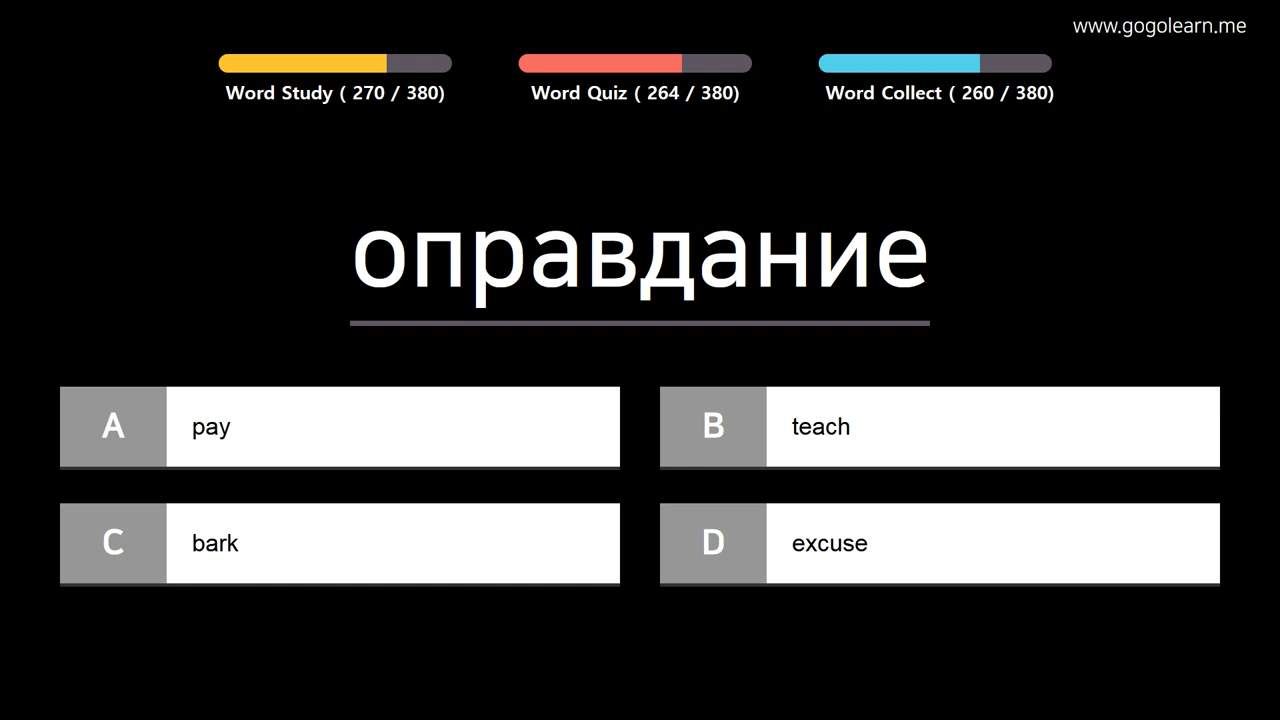 www.gogolearn.me
Word Study ( 270 / 380)
Word Quiz ( 264 / 380)
Word Collect ( 260 / 380)
оправдание
A pay
B teach
C bark
D excuse